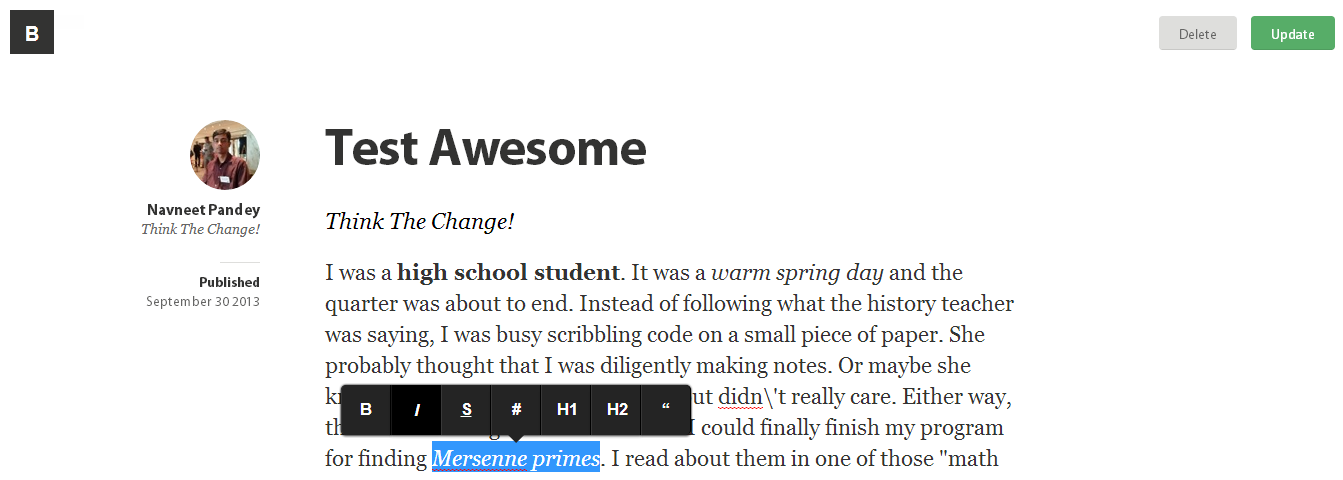 B
Delete
Update
Navneet Pandey
Think The Change!
Published
September 30 2013
Test Awesome
Think The Change!
I was a high school student. It was a warm spring day and the
quarter was about to end. Instead of following what the history teacher
was saying, I was busy scribbling code on a small piece of paper. She
probably thought that I was diligently making notes. Or maybe she
didn\'t really care. Either way,
I could finally finish my program
B I S # H1 H2 “
for finding Mersenne primes. I read about them in one of those "math